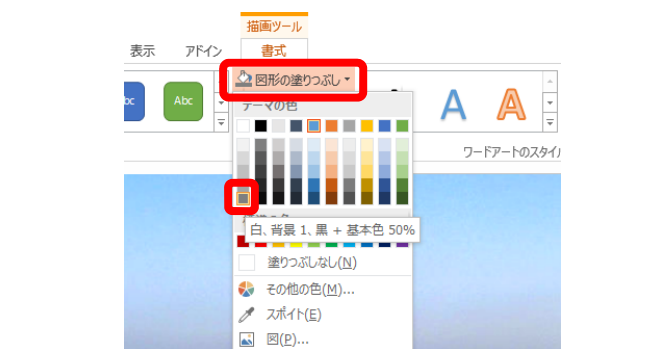 描画ツール
表示 アドイン 書式
Abc 図形の塗りつぶし A A
テーマの色
ワードアートのスタイル
白、背景 1、黒 + 基本色 50%
塗りつぶしなし(N)
その他の色(M)...
スポイト(E)
図(P)...